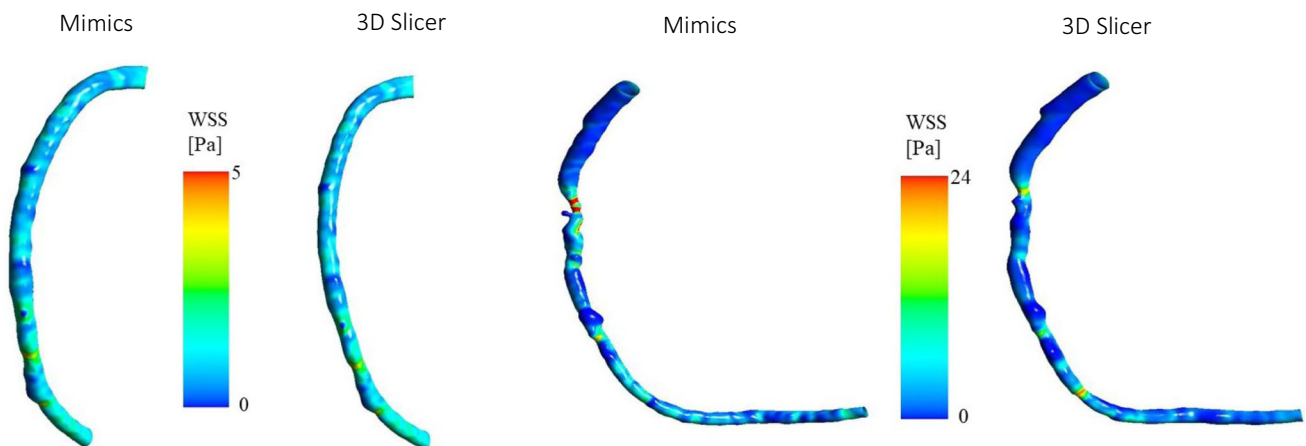 Mimics
3D Slicer
Mimics
3D Slicer
WSS
[Pa]
5
0
WSS
[Pa]
24
0